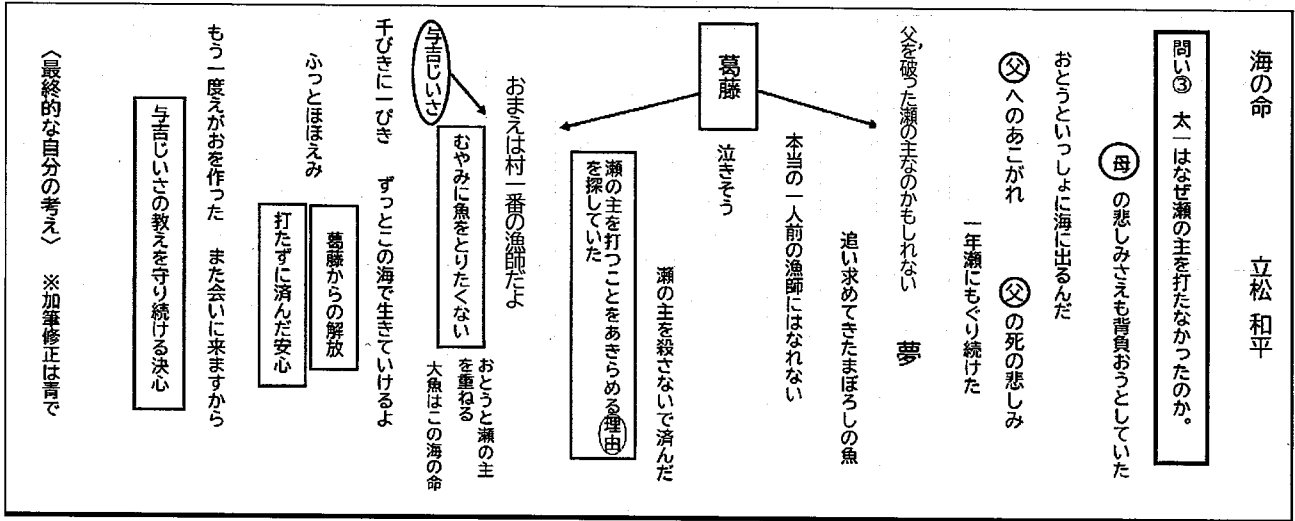 海の命　立松 和平
問い③　太一はなぜ瀬の主を打たなかったのか。
母の悲しみさえも背負おうとしていた
おとうといっしょに海に出るんだ
父へのあこがれ　父の死の悲しみ
一年瀬にもぐり続けた
父を破った瀬の主なのかもしれない　夢
追い求めてきたまぼろしの魚
本当の一人前の漁師にはなれない
葛藤　泣きそう
瀬の主を殺さないで済んだ
瀬の主を打つことをあきらめる理由
を探していた
おまえは村一番の漁師だよ
与吉じいさ
むやみに魚をとりたくない
おとうと瀬の主
を重ねる
大魚はこの海の命
千びきに一ぴき　ずっとこの海で生きていけるよ
ふっとほほえみ
葛藤からの解放
打たずに済んだ安心
もう一度えがおを作った　また会いに来ますから
与吉じいさの教えを守り続ける決心
〈最終的な自分の考え〉　※加筆修正は青で